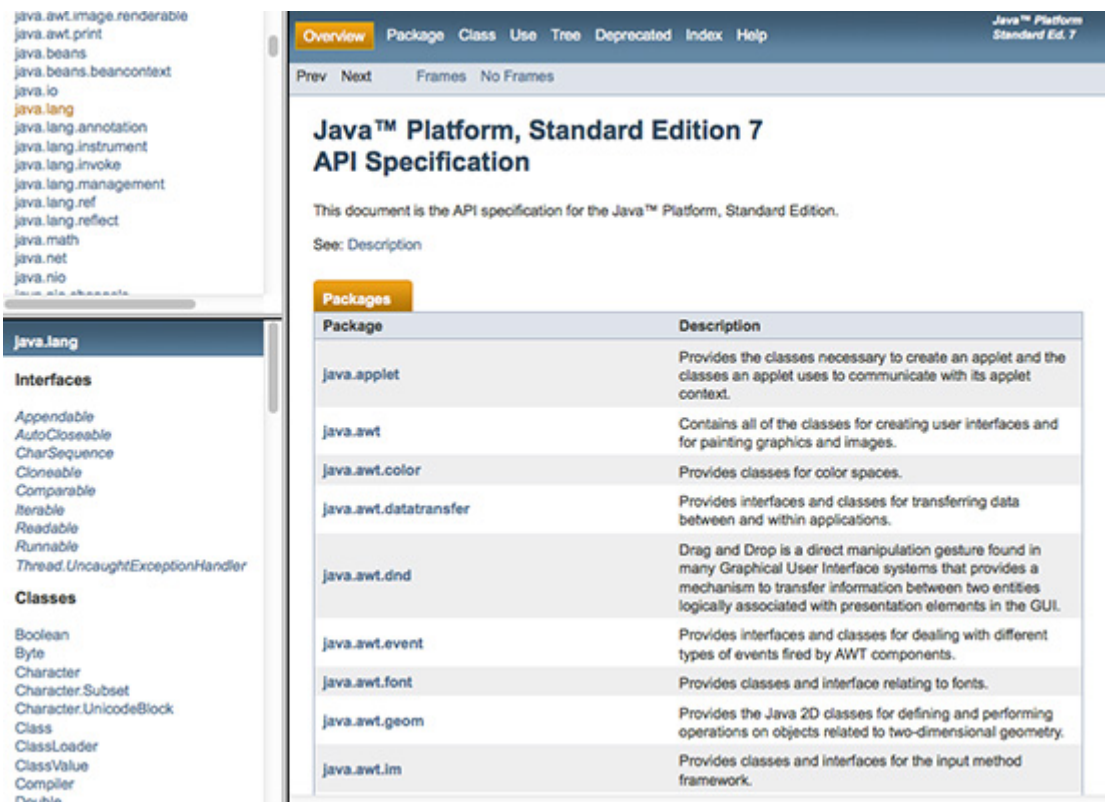 java.awt.image.renderable
java.awt.print
java.beans
java.beans.beancontext
java.io
java.lang
java.lang.annotation
java.lang.instrument
java.lang.invoke
java.lang.management
java.lang.ref
java.lang.reflect
java.math
java.net
java.nio
java.nio.channels
java.lang
Interfaces
Appendable
AutoCloseable
CharSequence
Cloneable
Comparable
Iterable
Readable
Runnable
Thread.UncaughtExceptionHandler
Classes
Boolean
Byte
Character
Character.Subset
Character.UnicodeBlock
Class
ClassLoader
ClassValue
Compiler
Double
Overview Package Class Use Tree Deprecated Index Help
Java™ Platform
Standard Ed. 7
Prev Next Frames No Frames
Java™ Platform, Standard Edition 7
API Specification
This document is the API specification for the Java™ Platform, Standard Edition.
See: Description
Packages
Package Description
java.applet
Provides the classes necessary to create an applet and the
classes an applet uses to communicate with its applet
context.
java.awt
Contains all of the classes for creating user interfaces and
for painting graphics and images.
java.awt.color Provides classes for color spaces.
java.awt.datatransfer
Provides interfaces and classes for transferring data
between and within applications.
java.awt.dnd
Drag and Drop is a direct manipulation gesture found in
many Graphical User Interface systems that provides a
mechanism to transfer information between two entities
logically associated with presentation elements in the GUI.
java.awt.event
Provides interfaces and classes for dealing with different
types of events fired by AWT components.
java.awt.font Provides classes and interface relating to fonts.
java.awt.geom
Provides the Java 2D classes for defining and performing
operations on objects related to two-dimensional geometry.
java.awt.im
Provides classes and interfaces for the input method
framework.